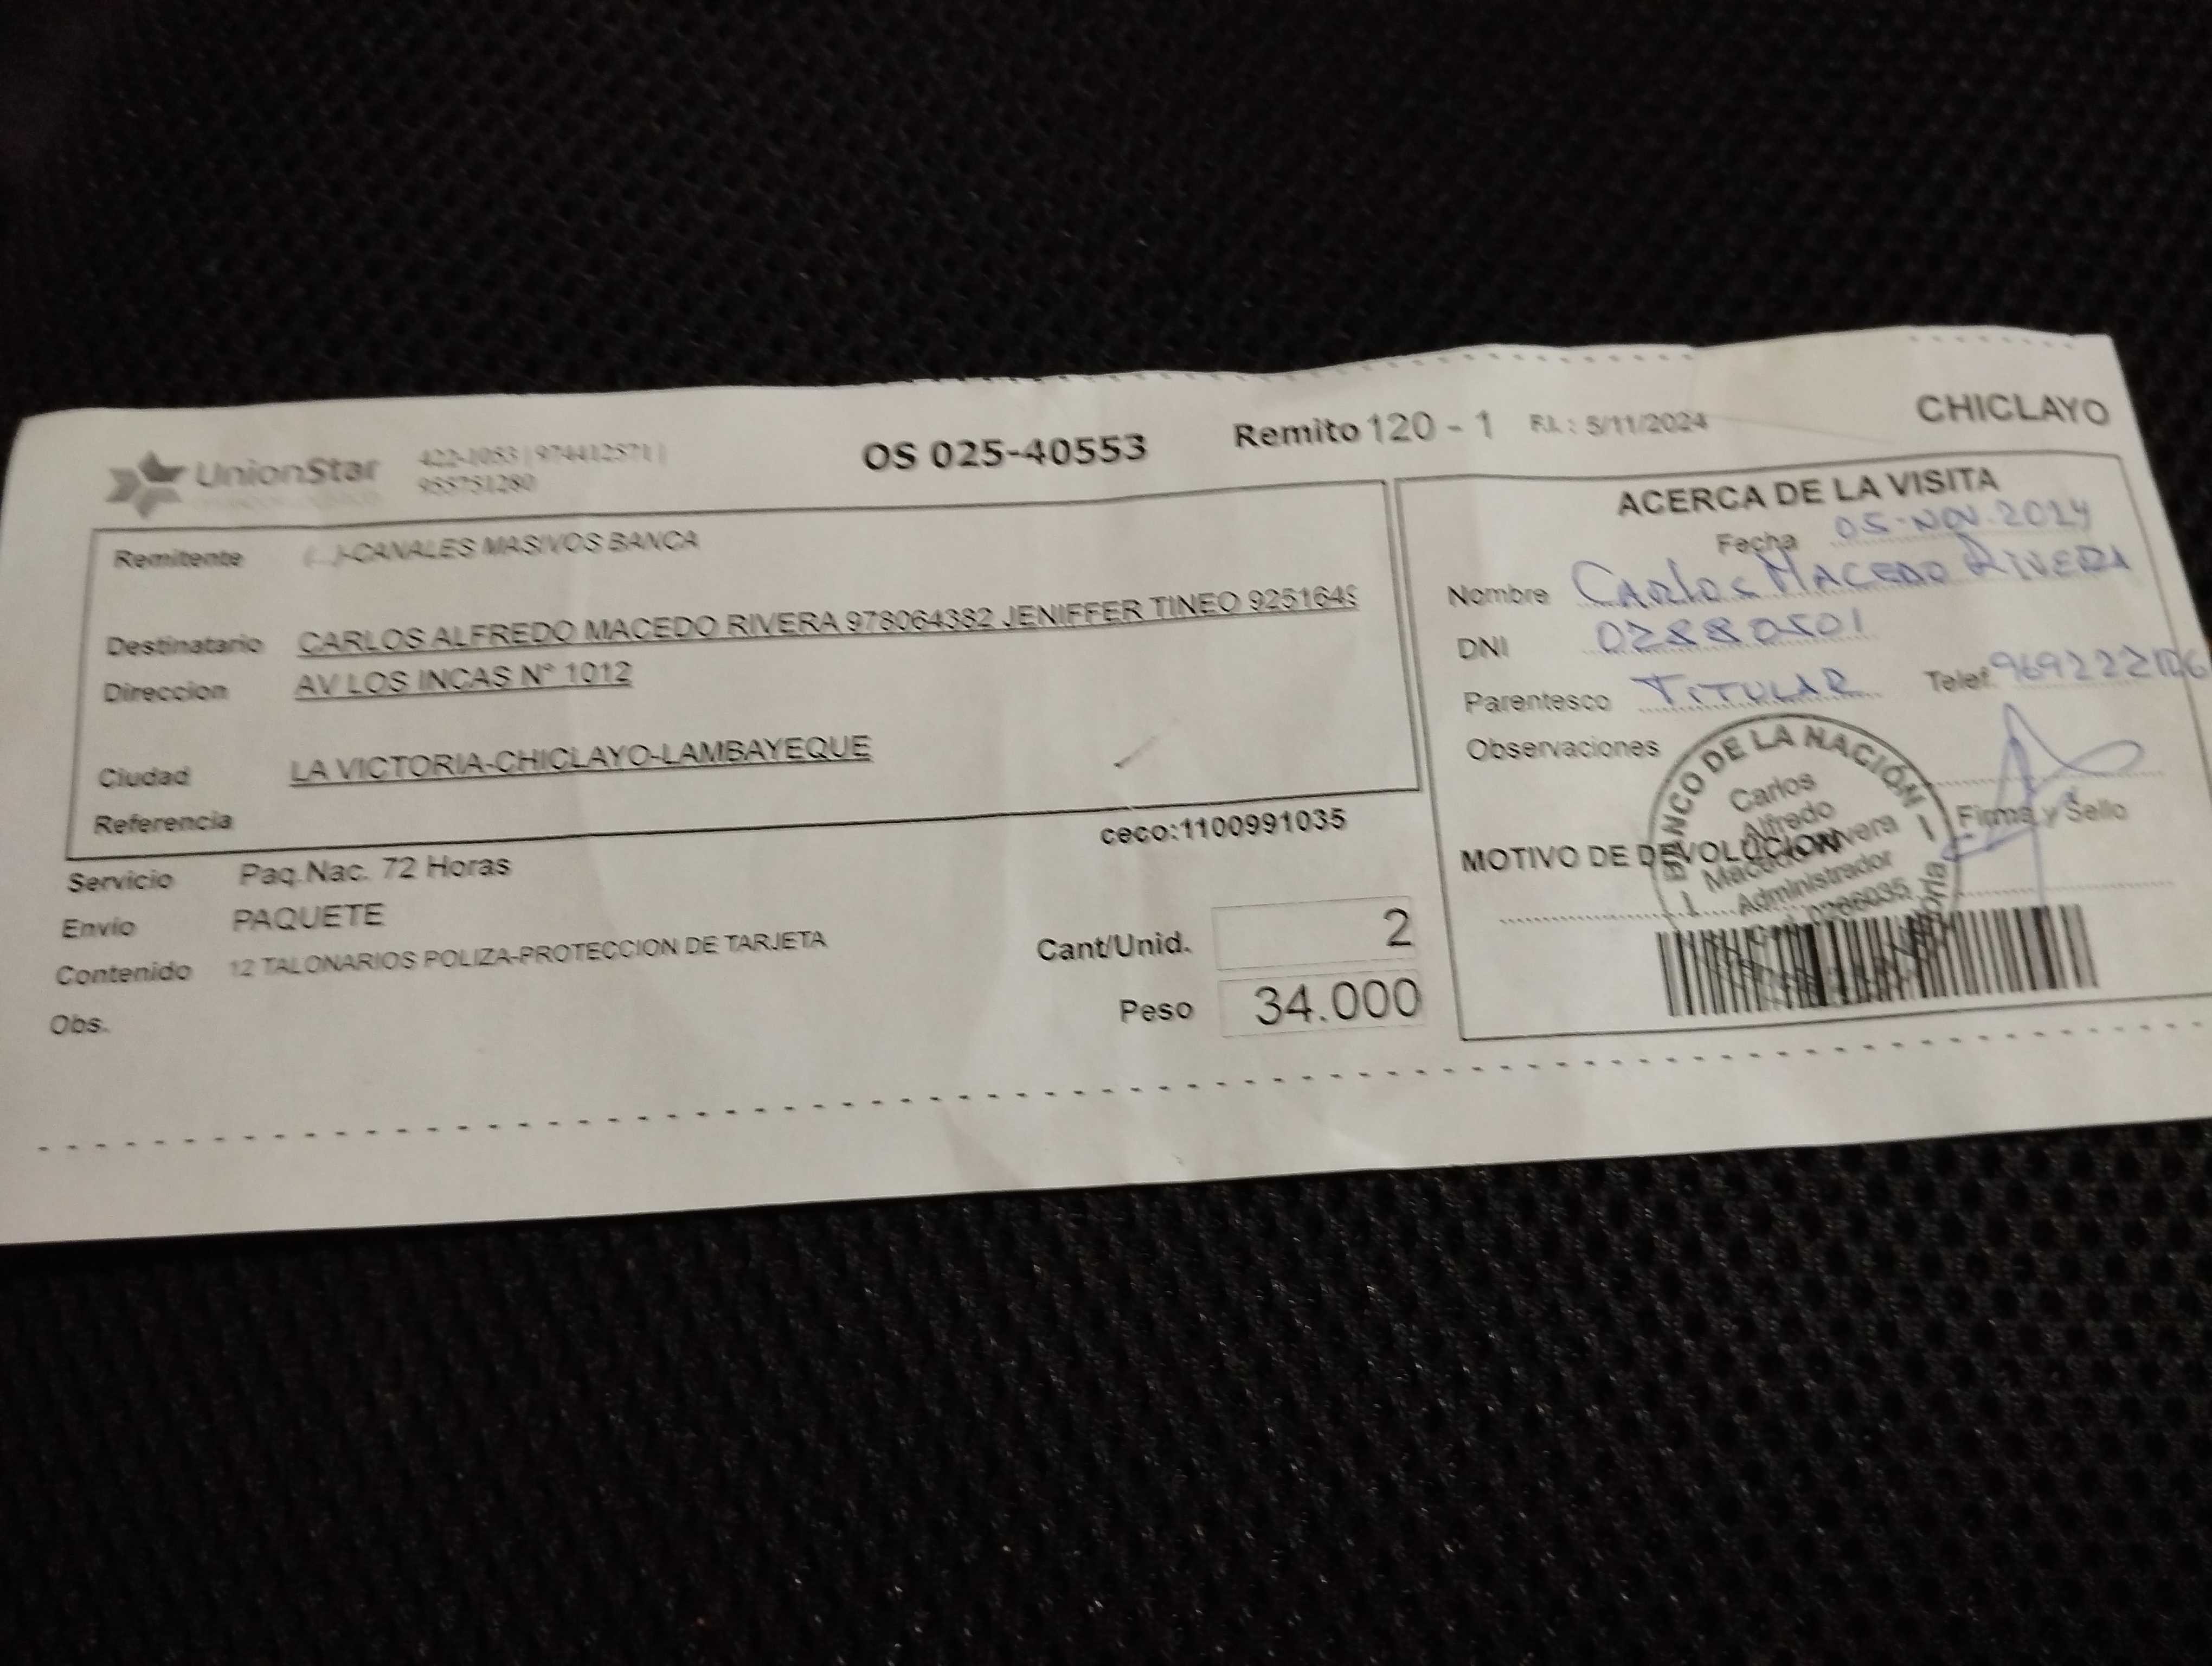 UnionStar
422-1053 | 974412571 |
955751280
OS 025-40553
Remito 120 - 1
F.I. : 5/11/2024
CHICLAYO
Remitente (...)-CANALES MASIVOS BANCA
Destinatario CARLOS ALFREDO MACEDO RIVERA 978064382 JENIFFER TINEO 9251649
Direccion AV LOS INCAS N° 1012
Ciudad LA VICTORIA-CHICLAYO-LAMBAYEQUE
Referencia
ceco:1100991035
Servicio Paq.Nac. 72 Horas
Envio PAQUETE
Contenido 12 TALONARIOS POLIZA-PROTECCION DE TARJETA
Obs.
Cant/Unid. 2
Peso 34.000
ACERCA DE LA VISITA
Fecha 05-NOV.2024
Nombre CARLOS MACEDO RIVERA
DNI 02880501
Parentesco TITULAR Telef.
Observaciones
Firma y Sello
MOTIVO DE DEVOLUCION
BANCO DE LA NACIÓN
Carlos
Alfredo
Macedo Rivera
Administrador